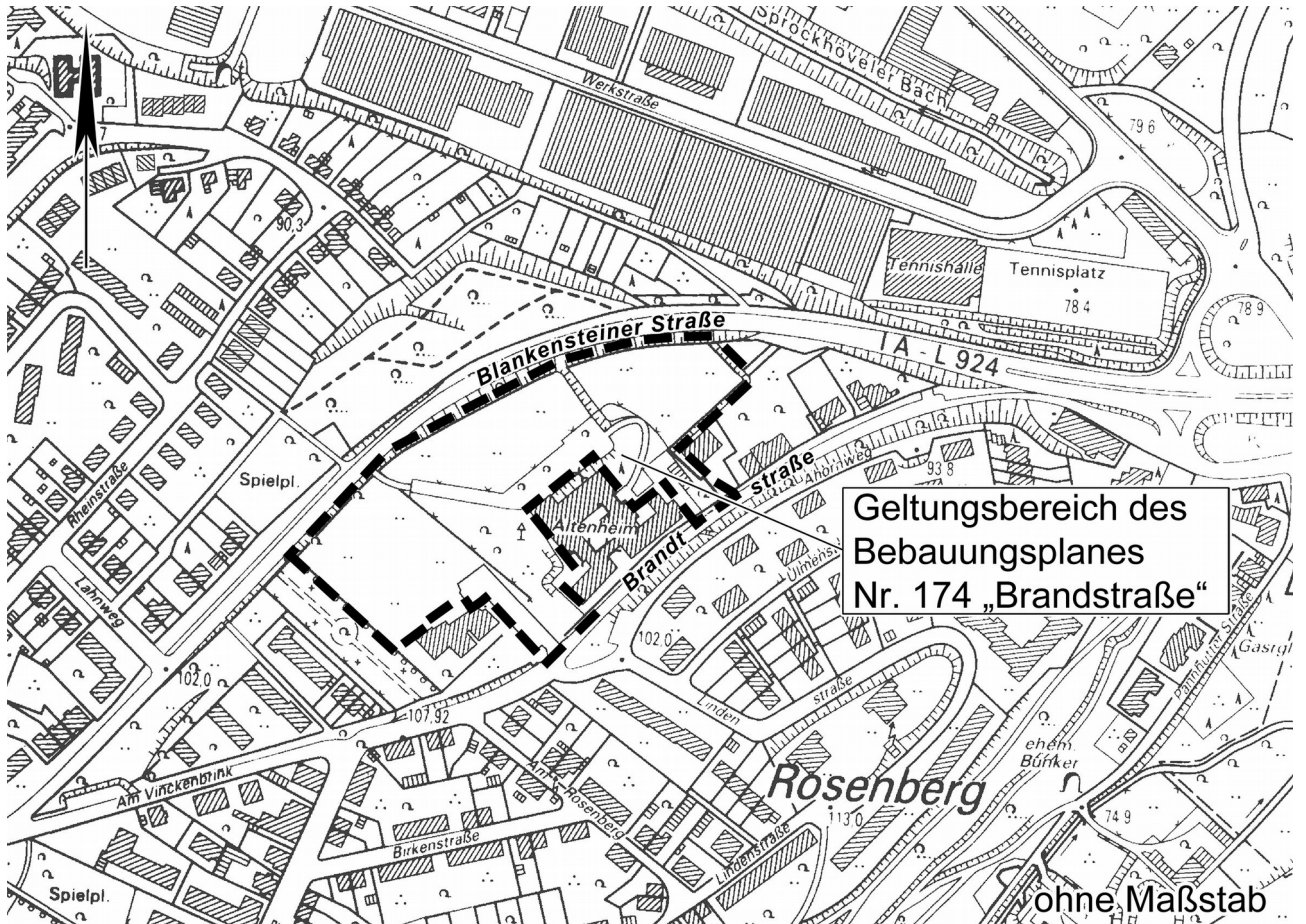 Sprockhöveler Bach
Werkstraße
79 6
90,3
Tennishalle
Tennisplatz
78 4
78 9
Blankensteiner Straße
L 924
Spielpl.
Rheinstraße
Altenheim
Brandt
straße
Ahornweg
93 8
Geltungsbereich des
Bebauungsplanes
Nr. 174 „Brandstraße“
Lahnweg
102,0
102,0
107,92
Linden
straße
ehem.
Bunker
Am Vinckenbrink
Am Rosenberg
Rosenberg
113,0
74 9
Birkenstraße
Lindenstraße
Spielpl.
ohne Maßstab